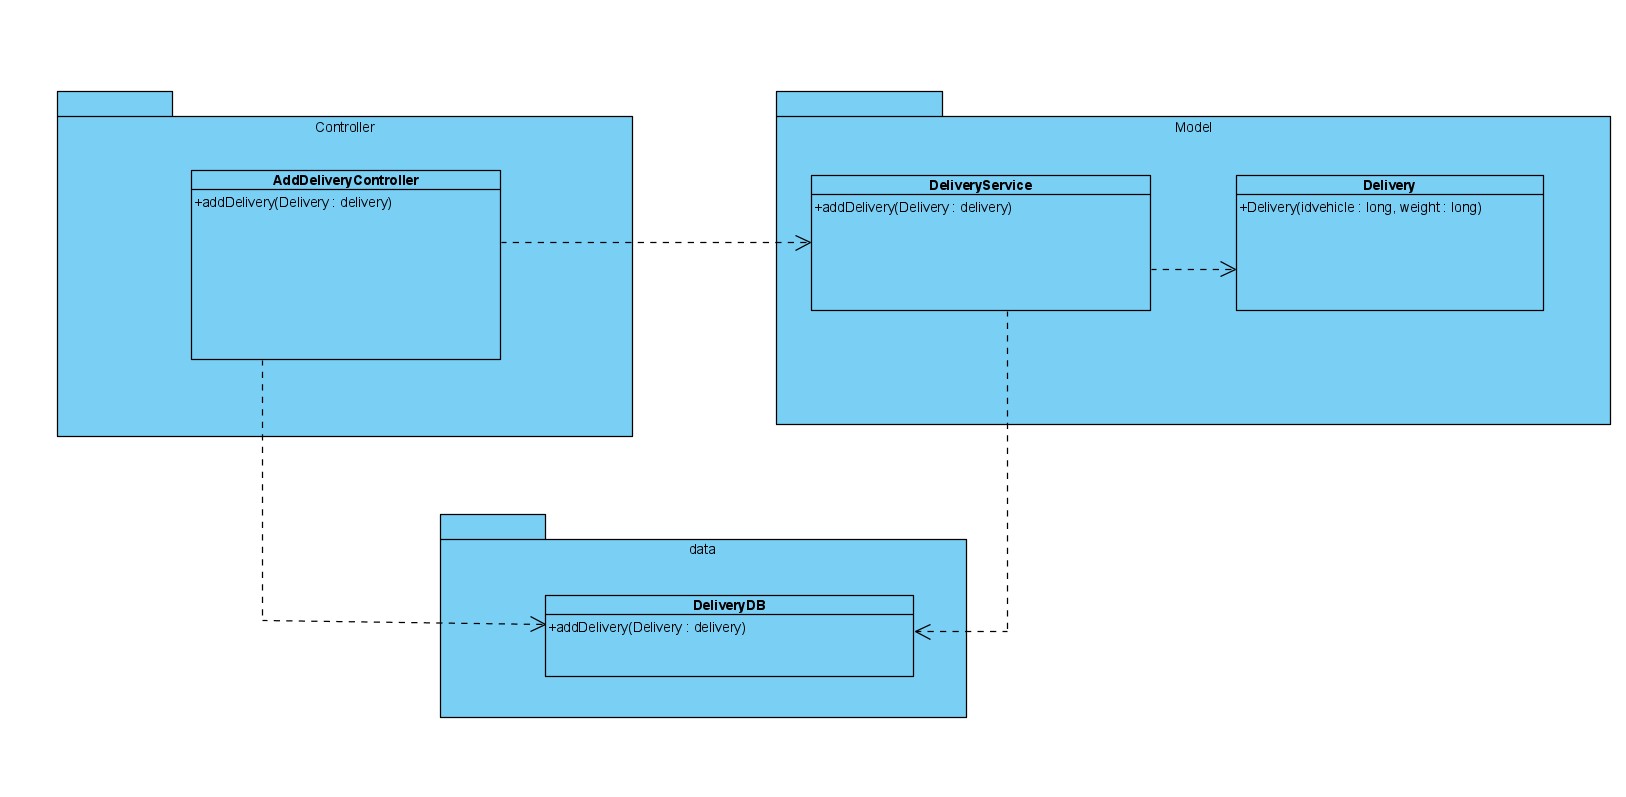 Controller
AddDeliveryController
+addDelivery(Delivery : delivery)
Model
DeliveryService
+addDelivery(Delivery : delivery)
Delivery
+Delivery(idvehicle : long, weight : long)
data
DeliveryDB
+addDelivery(Delivery : delivery)